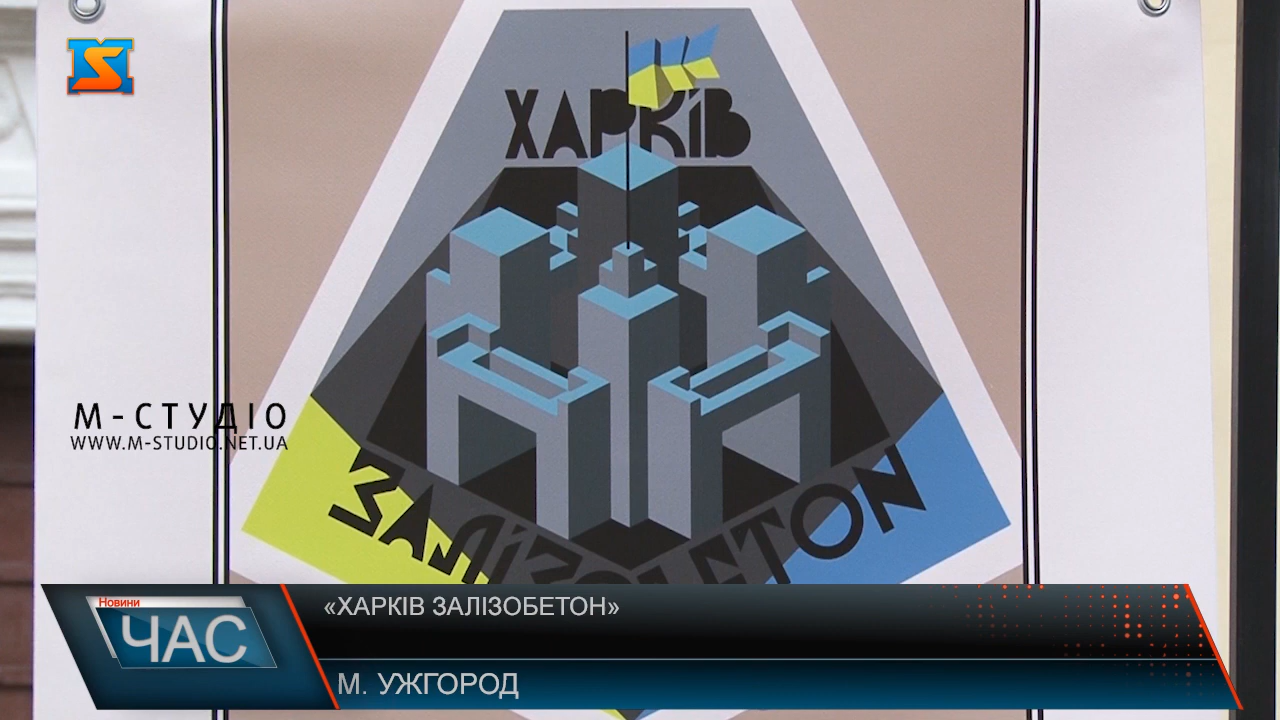 ХАРКІВ
М-СТУДІО
WWW.M-STUDIO.NET.UA
ЗАЛІЗОБЕТОN
Новини
ЧАС
«ХАРКІВ ЗАЛІЗОБЕТОН»
М. УЖГОРОД